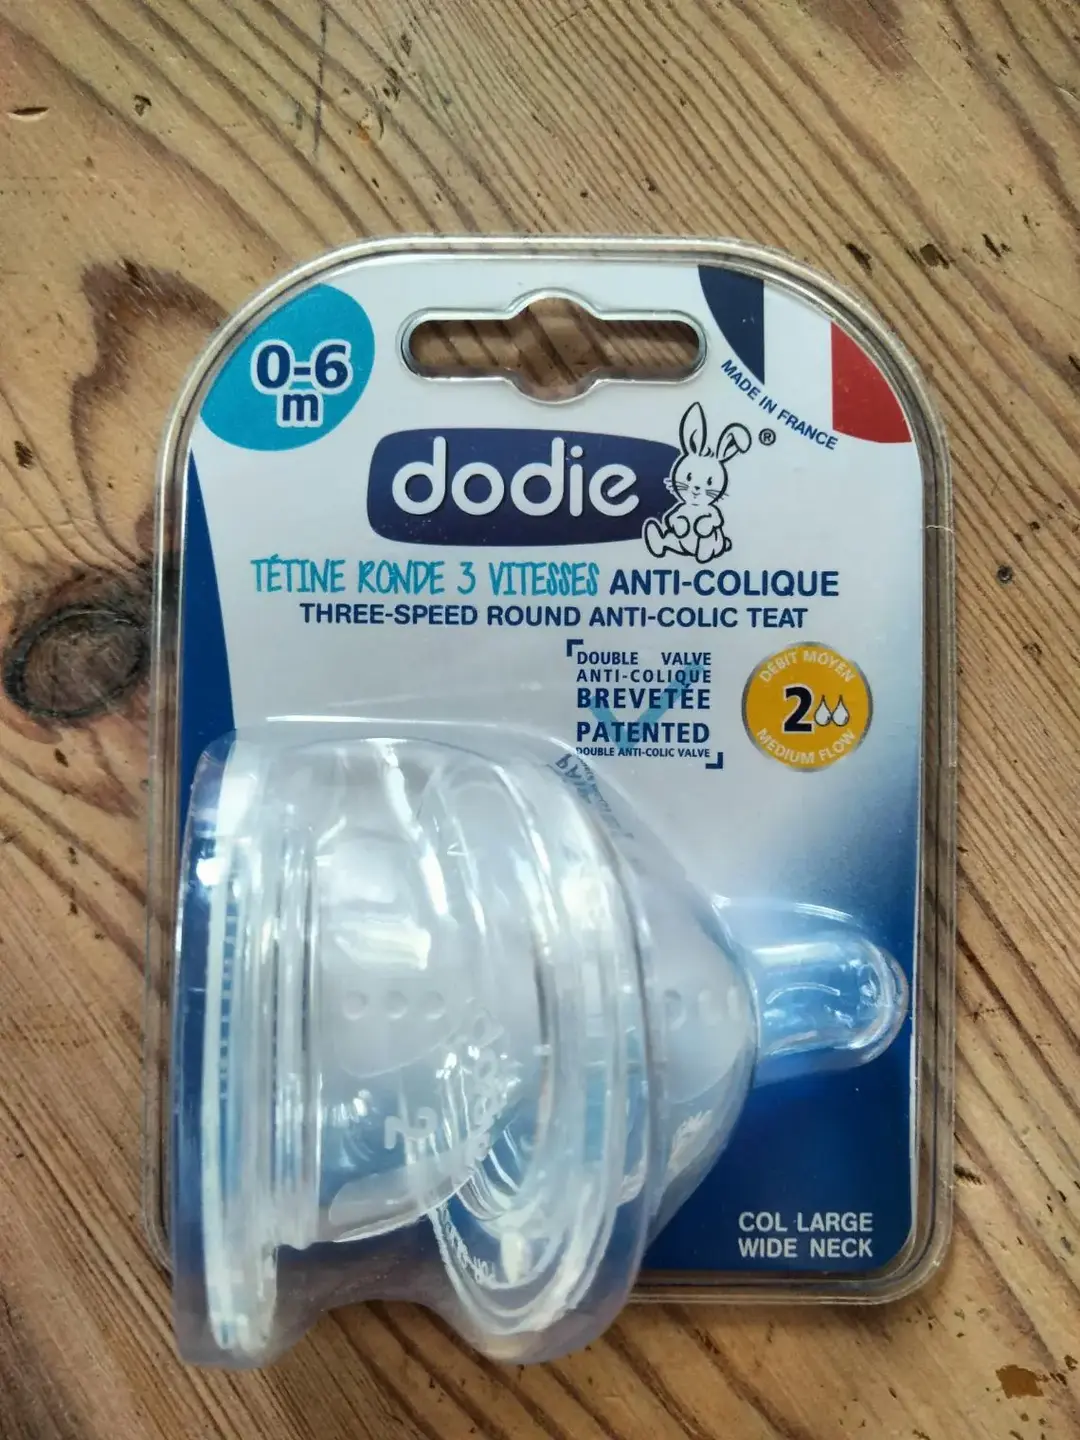 0-6
m
MADE IN FRANCE
dodie®
TÉTINE RONDE 3 VITESSES ANTI-COLIQUE
THREE-SPEED ROUND ANTI-COLIC TEAT
DOUBLE VALVE
ANTI-COLIQUE
BREVETÉE
PATENTED
DOUBLE ANTI-COLIC VALVE
DÉBIT MOYEN
2
MEDIUM FLOW
2
COL LARGE
WIDE NECK